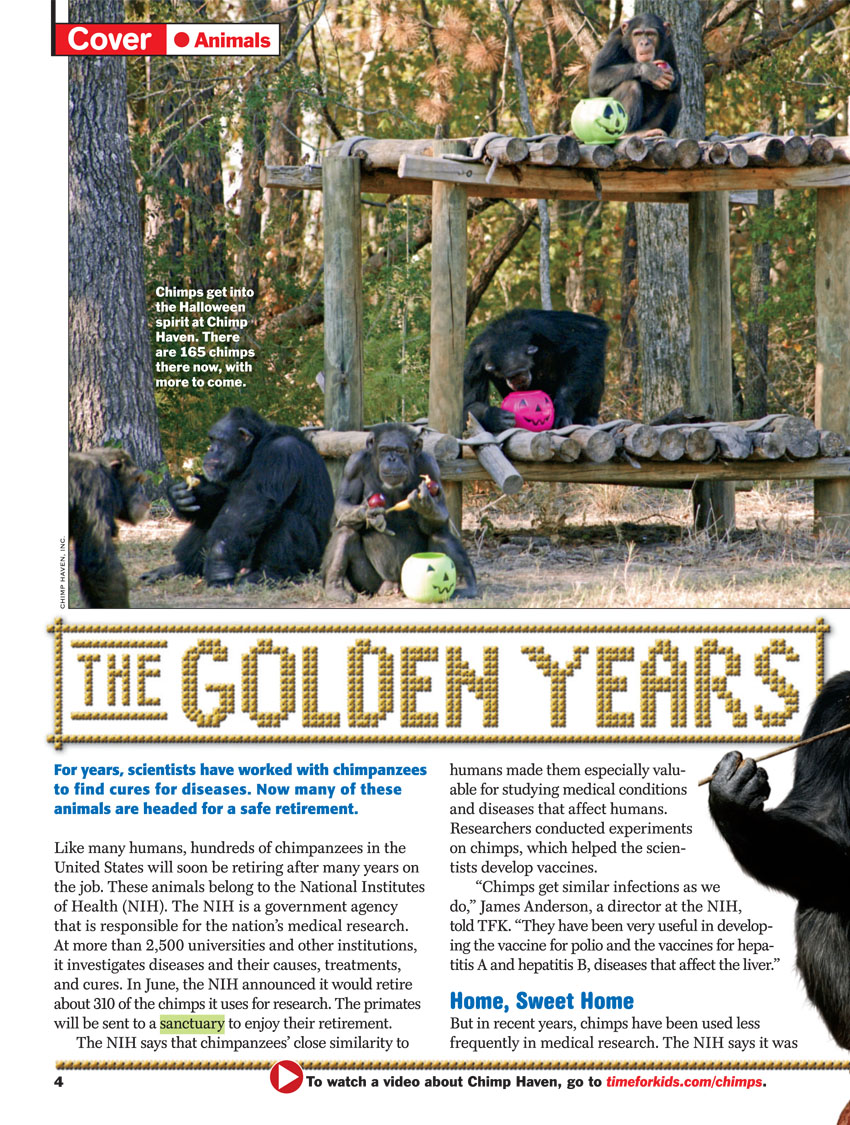 Cover
• Animals
Chimps get into
the Halloween
spirit at Chimp
Haven. There
are 165 chimps
there now, with
more to come.
CHIMP HAVEN, INC.
THE GOLDEN YEARS
For years, scientists have worked with chimpanzees
to find cures for diseases. Now many of these
animals are headed for a safe retirement.
Like many humans, hundreds of chimpanzees in the
United States will soon be retiring after many years on
the job. These animals belong to the National Institutes
of Health (NIH). The NIH is a government agency
that is responsible for the nation’s medical research.
At more than 2,500 universities and other institutions,
it investigates diseases and their causes, treatments,
and cures. In June, the NIH announced it would retire
about 310 of the chimps it uses for research. The primates
will be sent to a sanctuary to enjoy their retirement.
The NIH says that chimpanzees’ close similarity to
humans made them especially valu-
able for studying medical conditions
and diseases that affect humans.
Researchers conducted experiments
on chimps, which helped the scien-
tists develop vaccines.
“Chimps get similar infections as we
do,” James Anderson, a director at the NIH,
told TFK. “They have been very useful in develop-
ing the vaccine for polio and the vaccines for hepa-
titis A and hepatitis B, diseases that affect the liver.”
Home, Sweet Home
But in recent years, chimps have been used less
frequently in medical research. The NIH says it was
4
To watch a video about Chimp Haven, go to timeforkids.com/chimps.